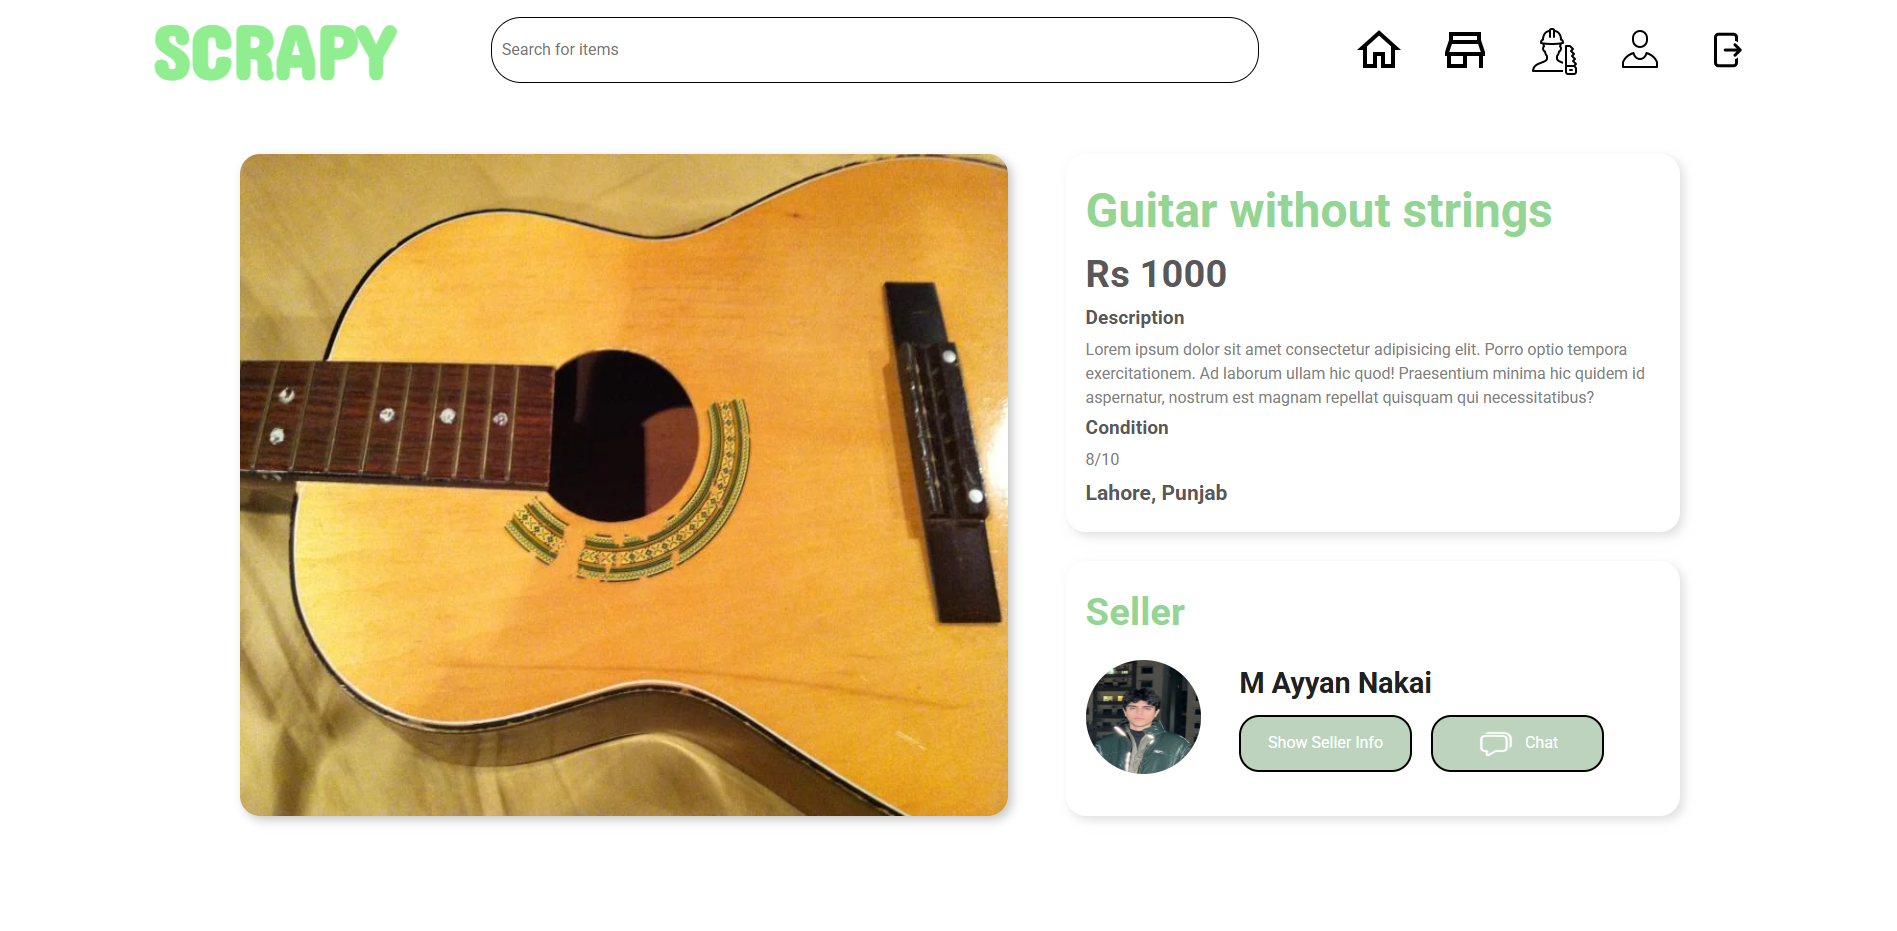 SCRAPY
Search for items
Guitar without strings
Rs 1000
Description
Lorem ipsum dolor sit amet consectetur adipisicing elit. Porro optio tempora
exercitationem. Ad laborum ullam hic quod! Praesentium minima hic quidem id
aspernatur, nostrum est magnam repellat quisquam qui necessitatibus?
Condition
8/10
Lahore, Punjab
Seller
M Ayyan Nakai
Show Seller Info
Chat